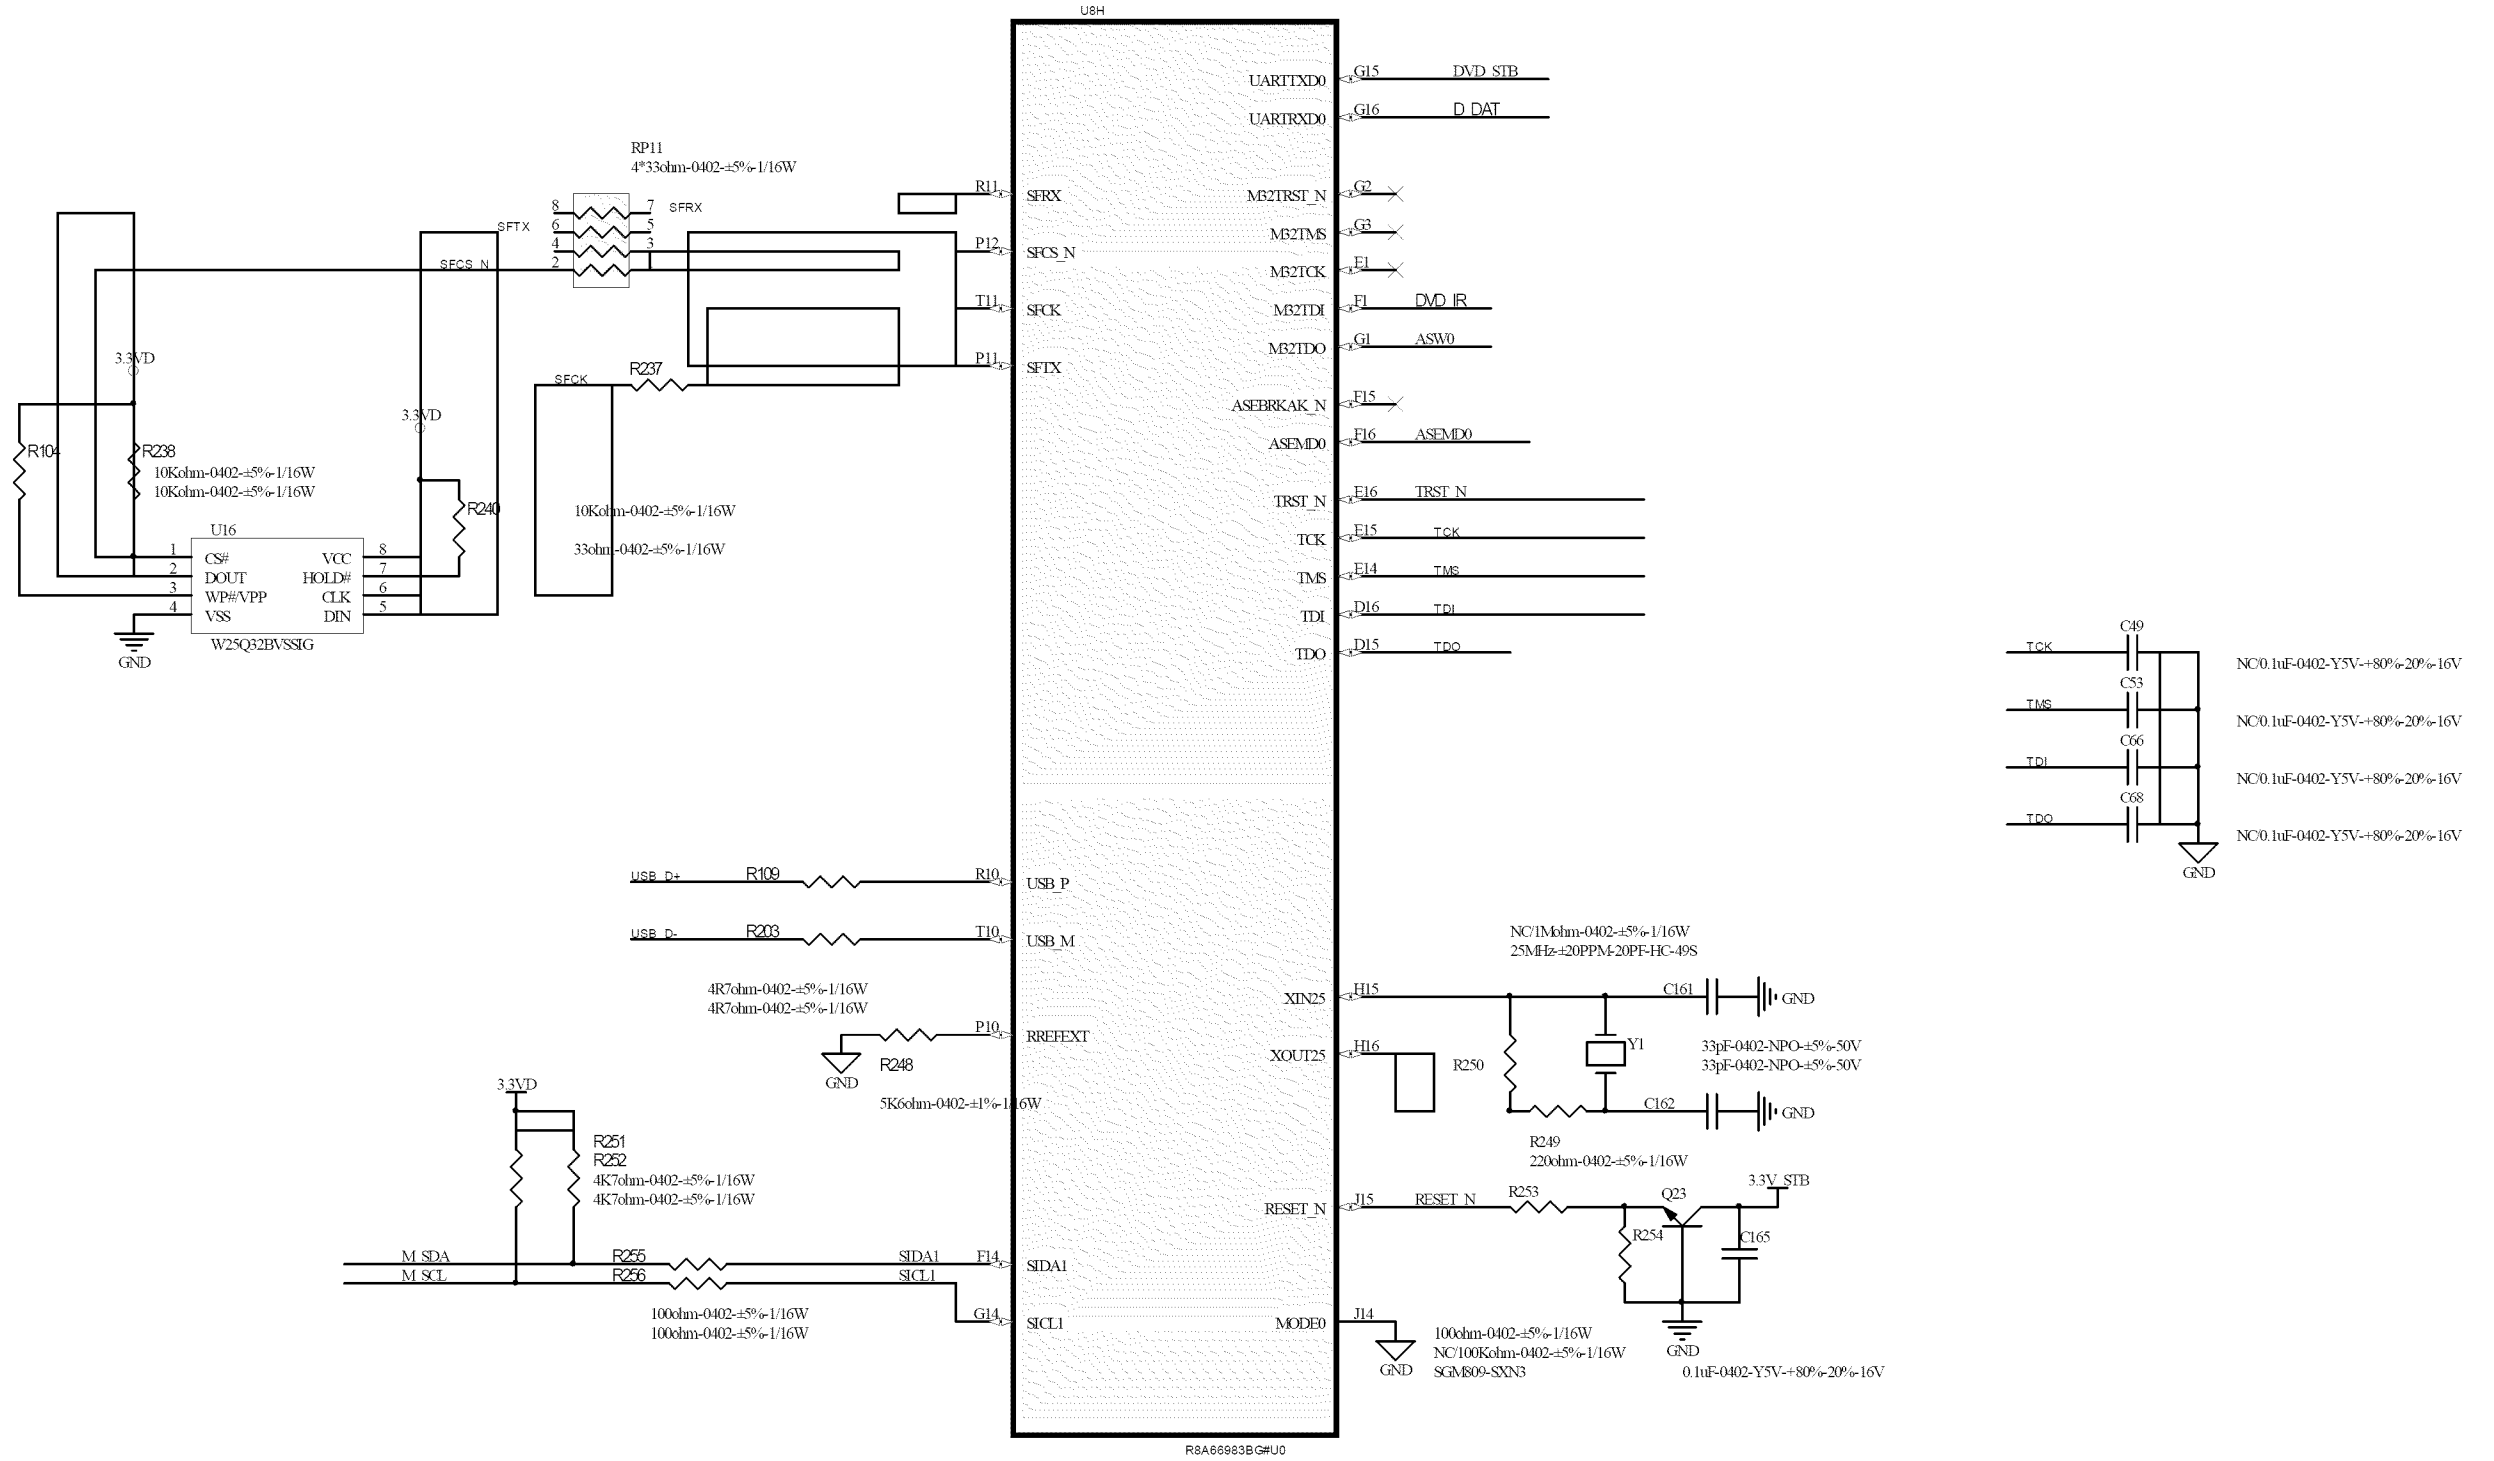 U8H
UARTTXD0
G15
DVD_STB
UARTRXD0
G16
D_DAT
RP11
4*33ohm-0402-±5%-1/16W
R11
SFRX
M32TRST_N
G2
8
7
SFRX
SFTX
6
5
M32TMS
G3
4
3
P12
SFCS_N
SFCS_N
2
M32TCK
E1
T11
SFCK
M32TDI
F1
DVD_IR
M32TDO
G1
ASW0
3.3VD
P11
SFTX
R237
SFCK
3.3VD
ASEBRKAK_N
F15
ASEMD0
F16
ASEMD0
R104
R238
10Kohm-0402-±5%-1/16W
10Kohm-0402-±5%-1/16W
R240
10Kohm-0402-±5%-1/16W
33ohm-0402-±5%-1/16W
TRST_N
E16
TRST_N
U16
1
CS#
VCC
8
2
DOUT
HOLD#
7
3
WP#/VPP
CLK
6
4
VSS
DIN
5
W25Q32BVSSIG
GND
TCK
E15
TCK
TMS
E14
TMS
TDI
D16
TDI
TDO
D15
TDO
TCK
C49
NC/0.1uF-0402-Y5V-+80%-20%-16V
TMS
C53
NC/0.1uF-0402-Y5V-+80%-20%-16V
TDI
C66
NC/0.1uF-0402-Y5V-+80%-20%-16V
TDO
C68
NC/0.1uF-0402-Y5V-+80%-20%-16V
GND
USB_D+
R109
R10
USB_P
USB_D-
R203
T10
USB_M
4R7ohm-0402-±5%-1/16W
4R7ohm-0402-±5%-1/16W
P10
RREFEXT
R248
GND
5K6ohm-0402-±1%-1/16W
NC/1Mohm-0402-±5%-1/16W
25MHz-±20PPM-20PF-HC-49S
XIN25
H15
C161
GND
XOUT25
H16
R250
Y1
33pF-0402-NPO-±5%-50V
33pF-0402-NPO-±5%-50V
C162
GND
R249
220ohm-0402-±5%-1/16W
3.3VD
R251
R252
4K7ohm-0402-±5%-1/16W
4K7ohm-0402-±5%-1/16W
RESET_N
J15
RESET_N
R253
Q23
3.3V_STB
R254
C165
M_SDA
R255
SIDA1
F14
SIDA1
M_SCL
R256
SICL1
G14
SICL1
100ohm-0402-±5%-1/16W
100ohm-0402-±5%-1/16W
MODE0
J14
GND
100ohm-0402-±5%-1/16W
NC/100Kohm-0402-±5%-1/16W
SGM809-SXN3
GND
0.1uF-0402-Y5V-+80%-20%-16V
R8A66983BG#U0